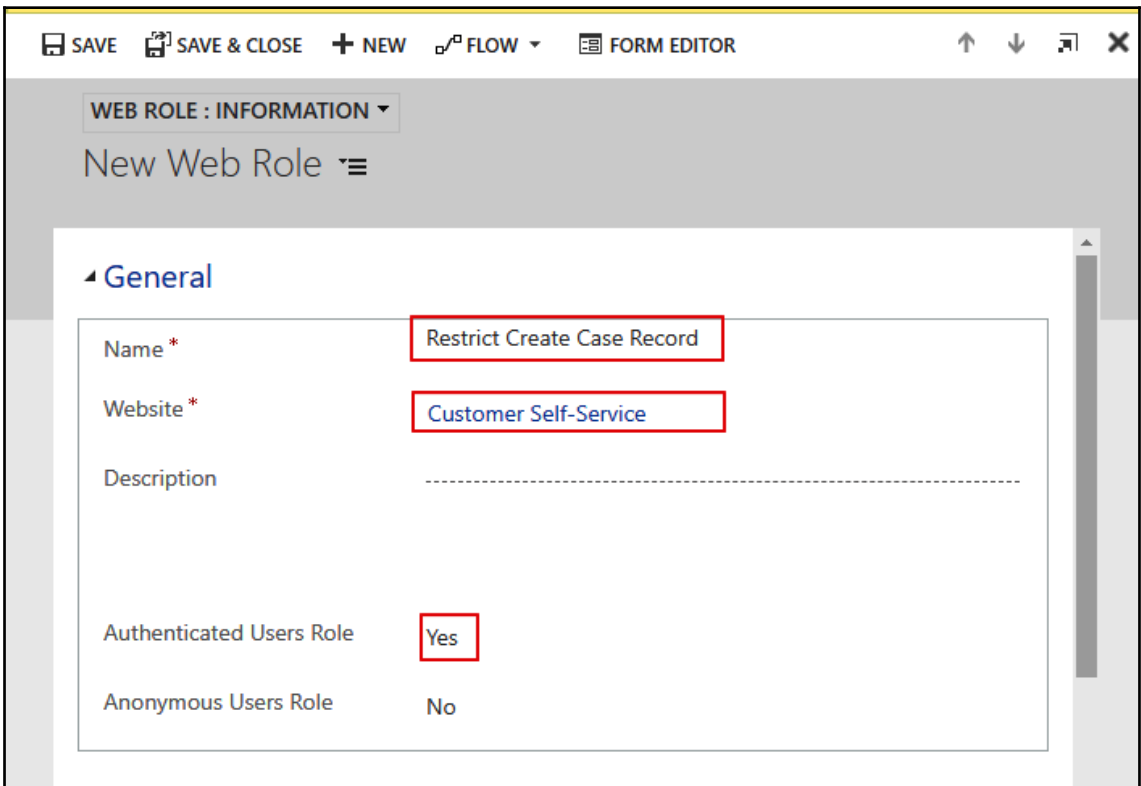 SAVE SAVE & CLOSE NEW FLOW FORM EDITOR
WEB ROLE : INFORMATION
New Web Role
General
Name * Restrict Create Case Record
Website * Customer Self-Service
Description
Authenticated Users Role Yes
Anonymous Users Role No